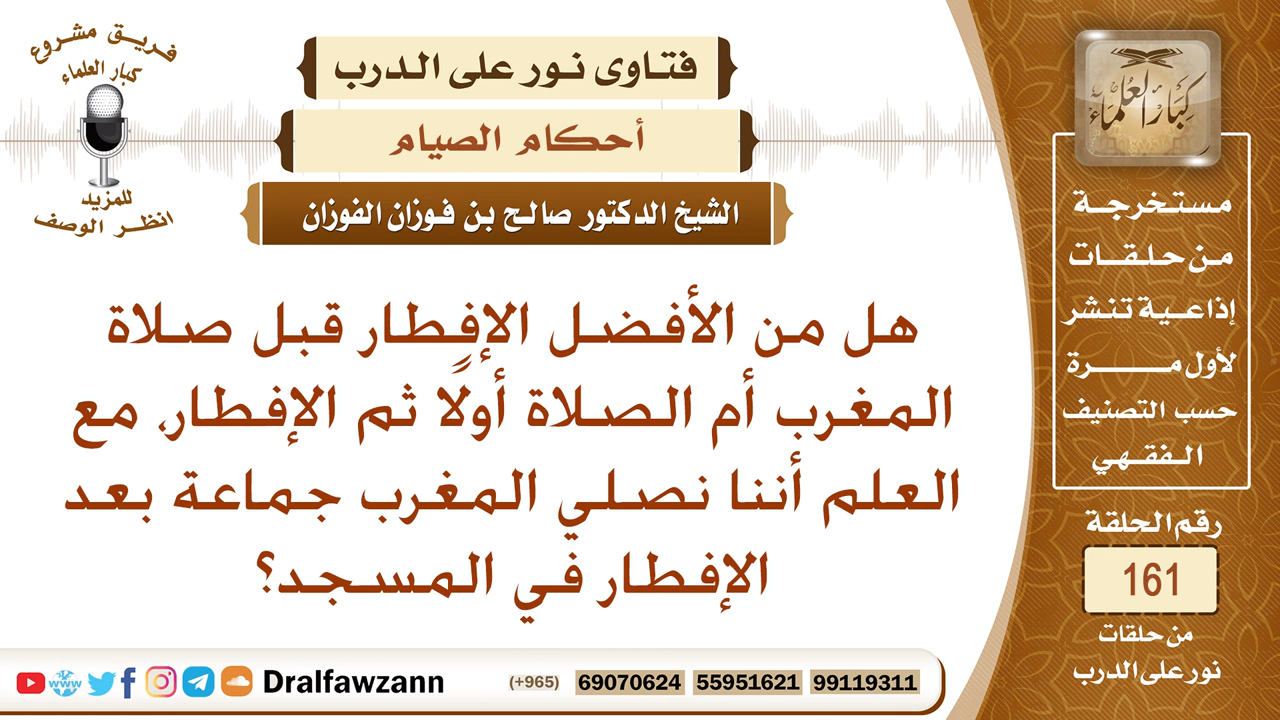 فريق مشروع
كبار العلماء
للمزيد
انظر الوصف
فتاوى نور على الدرب
أحكام الصيام
الشيخ الدكتور صالح بن فوزان الفوزان
هل من الأفضل الإفطار قبل صلاة
المغرب أم الصلاة أولًا ثم الإفطار، مع
العلم أننا نصلي المغرب جماعة بعد
الإفطار في المسجد؟
كبار العلماء
مستخرجة
من حلقات
إذاعية تنشر
لأول مرة
حسب التصنيف
الفقهي
رقم الحلقة
161
من حلقات
نور على الدرب
www Dralfawzann (+965) 69070624 55951621 99119311